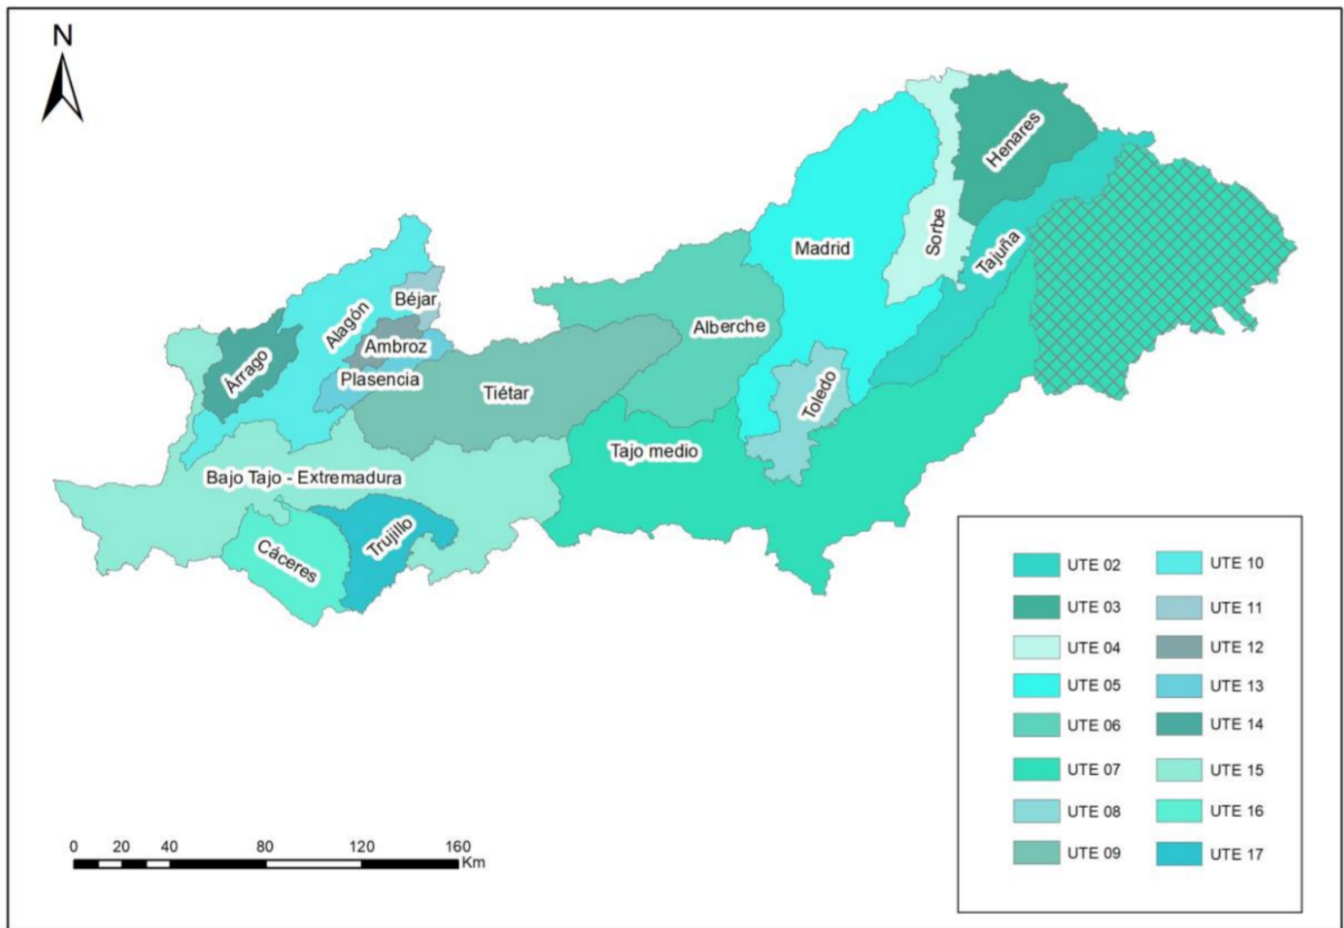 N
Henares
Sorbe
Madrid
Tajuña
Béjar
Alagón
Alberche
Ambroz
Árrago
Plasencia
Tiétar
Toledo
Tajo medio
Bajo Tajo - Extremadura
Trujillo
Cáceres
UTE 02
UTE 03
UTE 04
UTE 05
UTE 06
UTE 07
UTE 08
UTE 09
UTE 10
UTE 11
UTE 12
UTE 13
UTE 14
UTE 15
UTE 16
UTE 17
0 20 40 80 120 160
Km